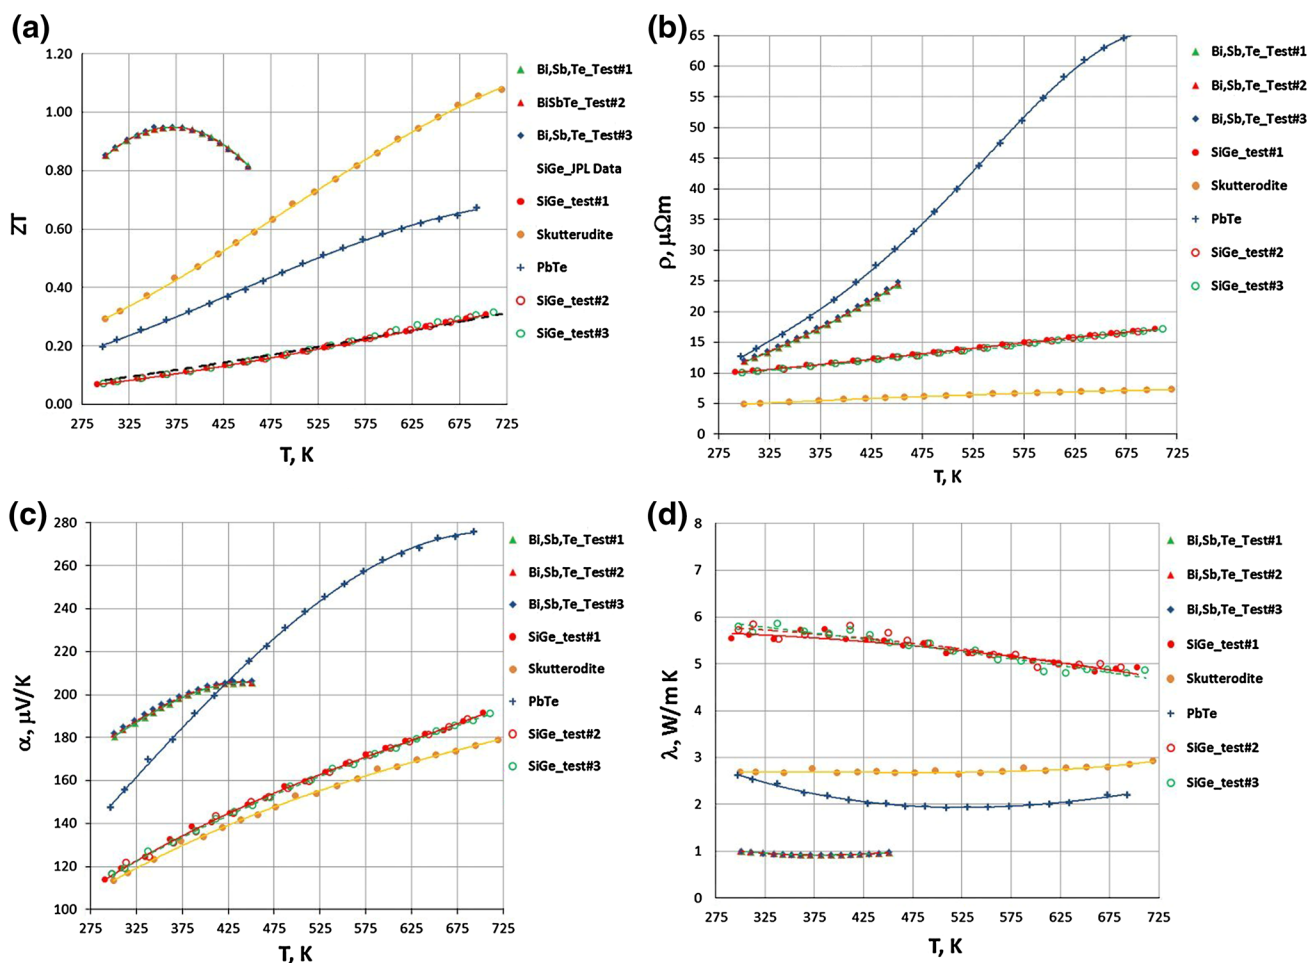 (a)
ZT
1.20
1.00
0.80
0.60
0.40
0.20
0.00
275 325 375 425 475 525 575 625 675 725
T, K
Bi,Sb,Te_Test#1
BiSbTe_Test#2
Bi,Sb,Te_Test#3
SiGe_JPL Data
SiGe_test#1
Skutterudite
PbTe
SiGe_test#2
SiGe_test#3
(b)
ρ, μΩm
65
60
55
50
45
40
35
30
25
20
15
10
5
0
275 325 375 425 475 525 575 625 675 725
T, K
Bi,Sb,Te_Test#1
Bi,Sb,Te_Test#2
Bi,Sb,Te_Test#3
SiGe_test#1
Skutterodite
PbTe
SiGe_test#2
SiGe_test#3
(c)
α, μV/K
280
260
240
220
200
180
160
140
120
100
275 325 375 425 475 525 575 625 675 725
T, K
Bi,Sb,Te_Test#1
Bi,Sb,Te_Test#2
Bi,Sb,Te_Test#3
SiGe_test#1
Skutterodite
PbTe
SiGe_test#2
SiGe_test#3
(d)
λ, W/m K
8
7
6
5
4
3
2
1
0
275 325 375 425 475 525 575 625 675 725
T, K
Bi,Sb,Te_Test#1
Bi,Sb,Te_Test#2
Bi,Sb,Te_Test#3
SiGe_test#1
Skutterodite
PbTe
SiGe_test#2
SiGe_test#3